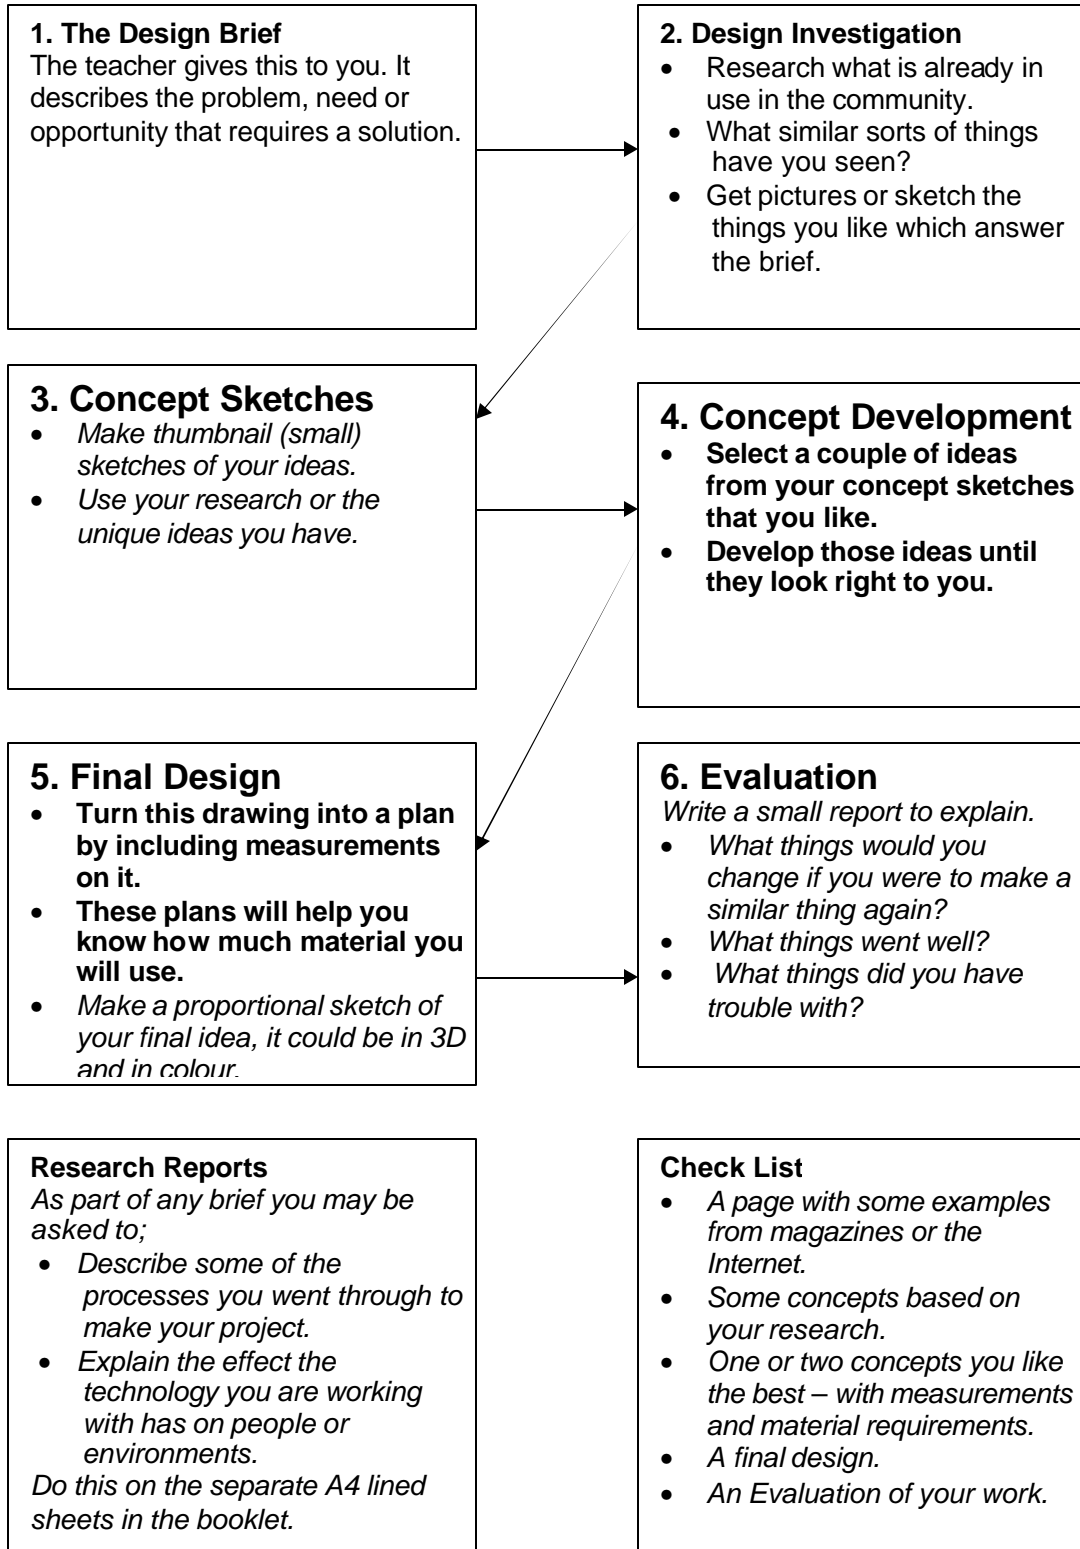 1. The Design Brief
The teacher gives this to you. It
describes the problem, need or
opportunity that requires a solution.
2. Design Investigation
• Research what is already in
use in the community.
• What similar sorts of things
have you seen?
• Get pictures or sketch the
things you like which answer
the brief.
3. Concept Sketches
• Make thumbnail (small)
sketches of your ideas.
• Use your research or the
unique ideas you have.
4. Concept Development
• Select a couple of ideas
from your concept sketches
that you like.
• Develop those ideas until
they look right to you.
5. Final Design
• Turn this drawing into a plan
by including measurements
on it.
• These plans will help you
know how much material you
will use.
• Make a proportional sketch of
your final idea, it could be in 3D
and in colour.
6. Evaluation
Write a small report to explain.
• What things would you
change if you were to make a
similar thing again?
• What things went well?
• What things did you have
trouble with?
Research Reports
As part of any brief you may be
asked to;
• Describe some of the
processes you went through to
make your project.
• Explain the effect the
technology you are working
with has on people or
environments.
Do this on the separate A4 lined
sheets in the booklet.
Check List
• A page with some examples
from magazines or the
Internet.
• Some concepts based on
your research.
• One or two concepts you like
the best – with measurements
and material requirements.
• A final design.
• An Evaluation of your work.